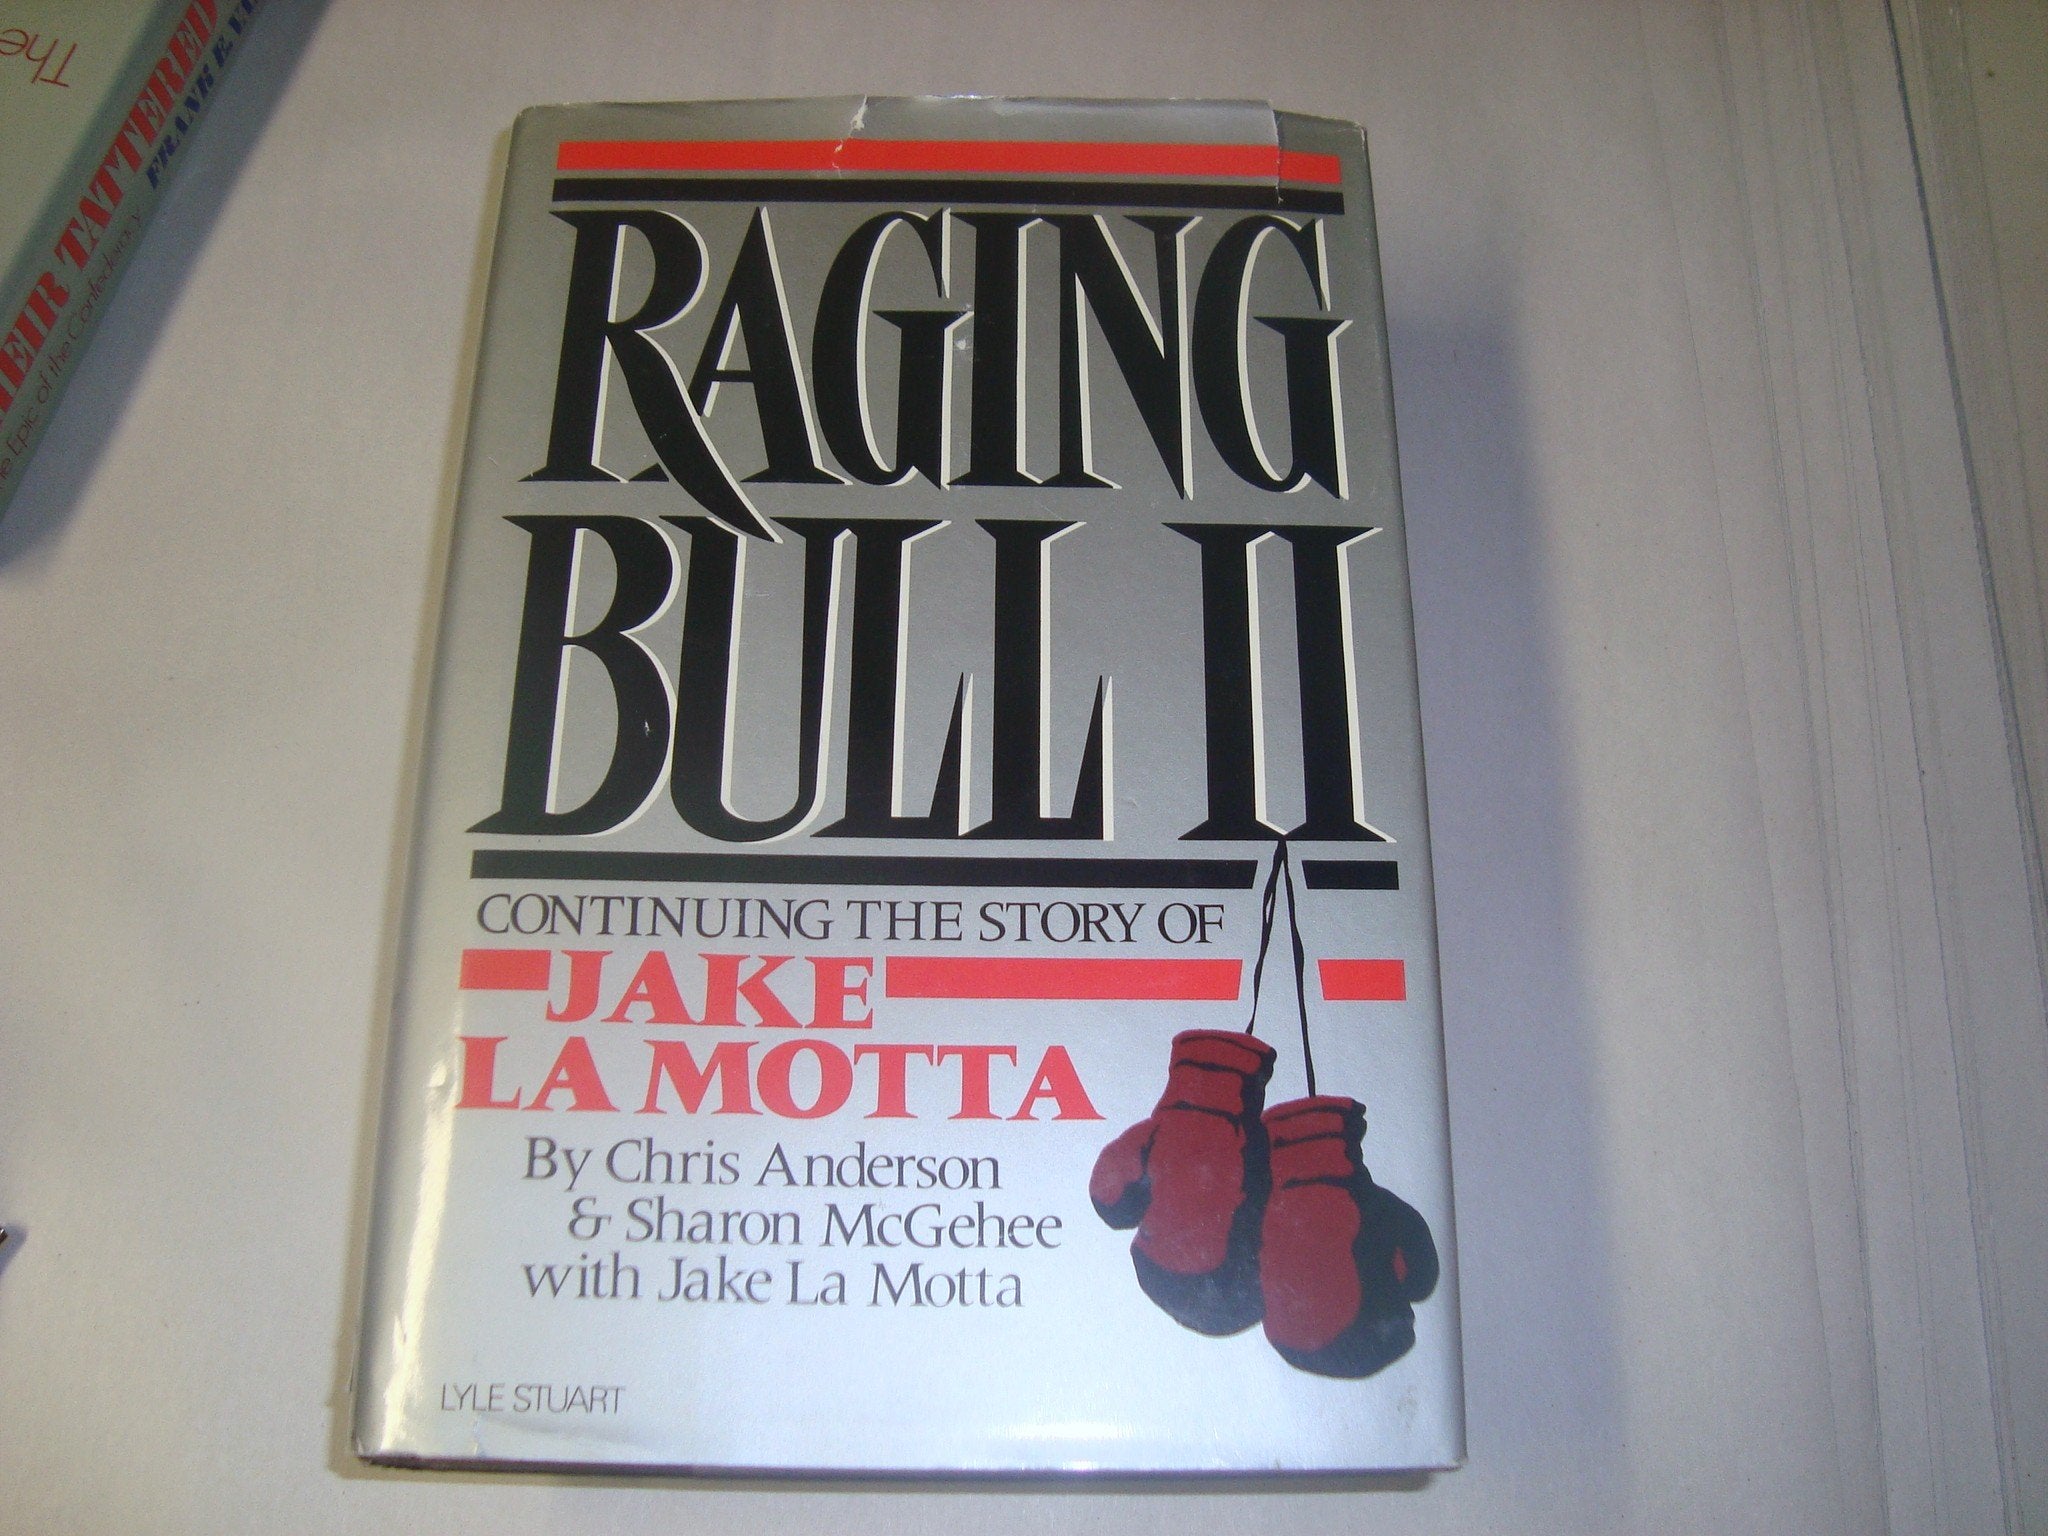 RAGING
BULL II
CONTINUING THE STORY OF
JAKE
LA MOTTA
By Chris Anderson
& Sharon McGehee
with Jake La Motta
LYLE STUART
The
TATTERED
FRANK E.
Epic of the Confederacy